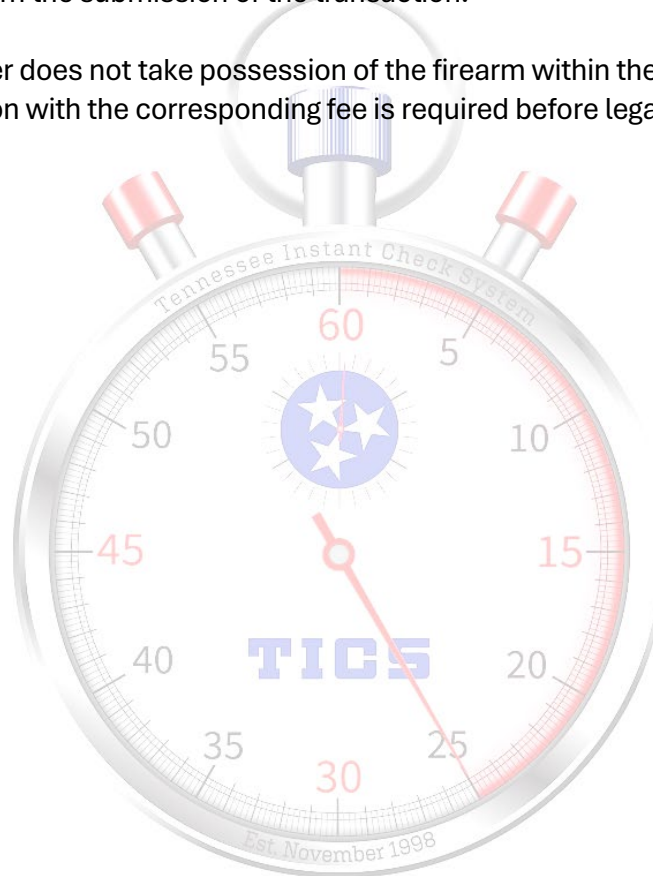 m the submission of the transaction.
er does not take possession of the firearm within the
on with the corresponding fee is required before lega
Tennessee Instant Check System
60
55
5
50
10
45
15
TICS
40
20
35
25
30
Est. November 1998